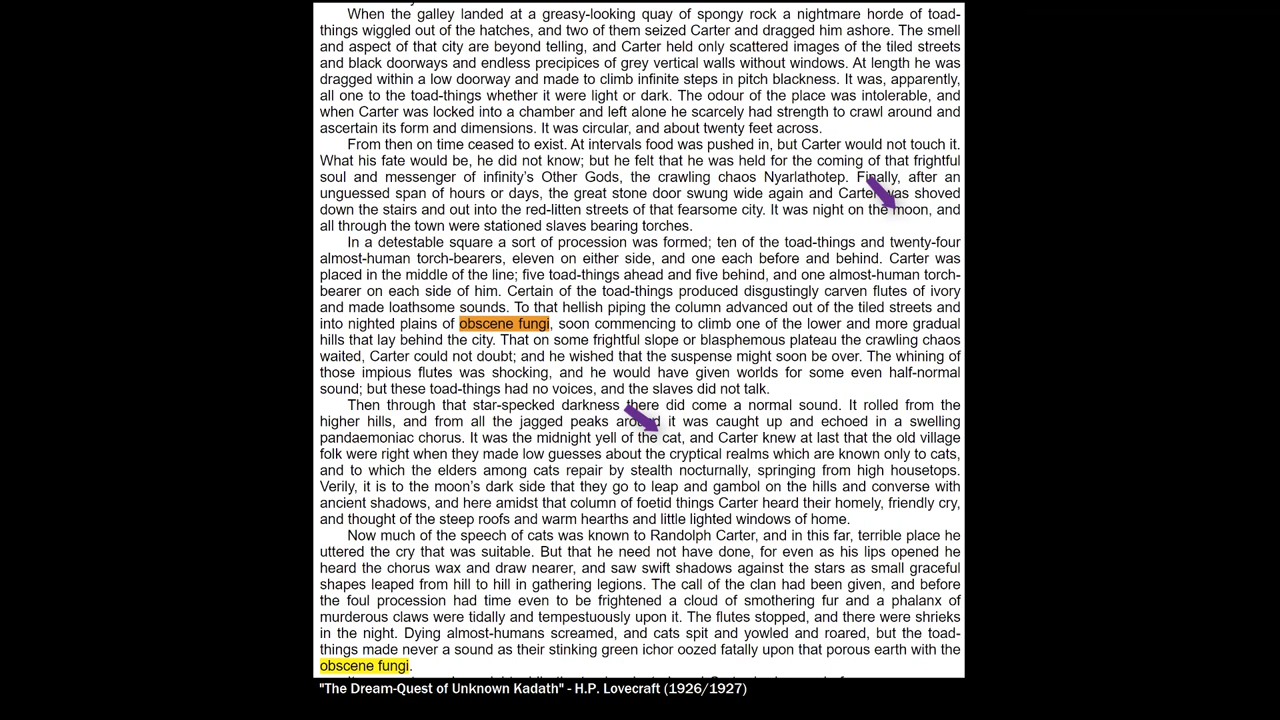 When the galley landed at a greasy-looking quay of spongy rock a nightmare horde of toad-
things wiggled out of the hatches, and two of them seized Carter and dragged him ashore. The smell
and aspect of that city are beyond telling, and Carter held only scattered images of the tiled streets
and black doorways and endless precipices of grey vertical walls without windows. At length he was
dragged within a low doorway and made to climb infinite steps in pitch blackness. It was, apparently,
all one to the toad-things whether it were light or dark. The odour of the place was intolerable, and
when Carter was locked into a chamber and left alone he scarcely had strength to crawl around and
ascertain its form and dimensions. It was circular, and about twenty feet across.
From then on time ceased to exist. At intervals food was pushed in, but Carter would not touch it.
What his fate would be, he did not know; but he felt that he was held for the coming of that frightful
soul and messenger of infinity's Other Gods, the crawling chaos Nyarlathotep. Finally, after an
unguessed span of hours or days, the great stone door swung wide again and Carter was shoved
down the stairs and out into the red-litten streets of that fearsome city. It was night on the moon, and
all through the town were stationed slaves bearing torches.
In a detestable square a sort of procession was formed; ten of the toad-things and twenty-four
almost-human torch-bearers, eleven on either side, and one each before and behind. Carter was
placed in the middle of the line; five toad-things ahead and five behind, and one almost-human torch-
bearer on each side of him. Certain of the toad-things produced disgustingly carven flutes of ivory
and made loathsome sounds. To that hellish piping the column advanced out of the tiled streets and
into nighted plains of obscene fungi, soon commencing to climb one of the lower and more gradual
hills that lay behind the city. That on some frightful slope or blasphemous plateau the crawling chaos
waited, Carter could not doubt; and he wished that the suspense might soon be over. The whining of
those impious flutes was shocking, and he would have given worlds for some even half-normal
sound; but these toad-things had no voices, and the slaves did not talk.
Then through that star-specked darkness there did come a normal sound. It rolled from the
higher hills, and from all the jagged peaks around it was caught up and echoed in a swelling
pandaemoniac chorus. It was the midnight yell of the cat, and Carter knew at last that the old village
folk were right when they made low guesses about the cryptical realms which are known only to cats,
and to which the elders among cats repair by stealth nocturnally, springing from high housetops.
Verily, it is to the moon's dark side that they go to leap and gambol on the hills and converse with
ancient shadows, and here amidst that column of foetid things Carter heard their homely, friendly cry,
and thought of the steep roofs and warm hearths and little lighted windows of home.
Now much of the speech of cats was known to Randolph Carter, and in this far, terrible place he
uttered the cry that was suitable. But that he need not have done, for even as his lips opened he
heard the chorus wax and draw nearer, and saw swift shadows against the stars as small graceful
shapes leaped from hill to hill in gathering legions. The call of the clan had been given, and before
the foul procession had time even to be frightened a cloud of smothering fur and a phalanx of
murderous claws were tidally and tempestuously upon it. The flutes stopped, and there were shrieks
in the night. Dying almost-humans screamed, and cats spit and yowled and roared, but the toad-
things made never a sound as their stinking green ichor oozed fatally upon that porous earth with the
obscene fungi.
"The Dream-Quest of Unknown Kadath" - H.P. Lovecraft (1926/1927)